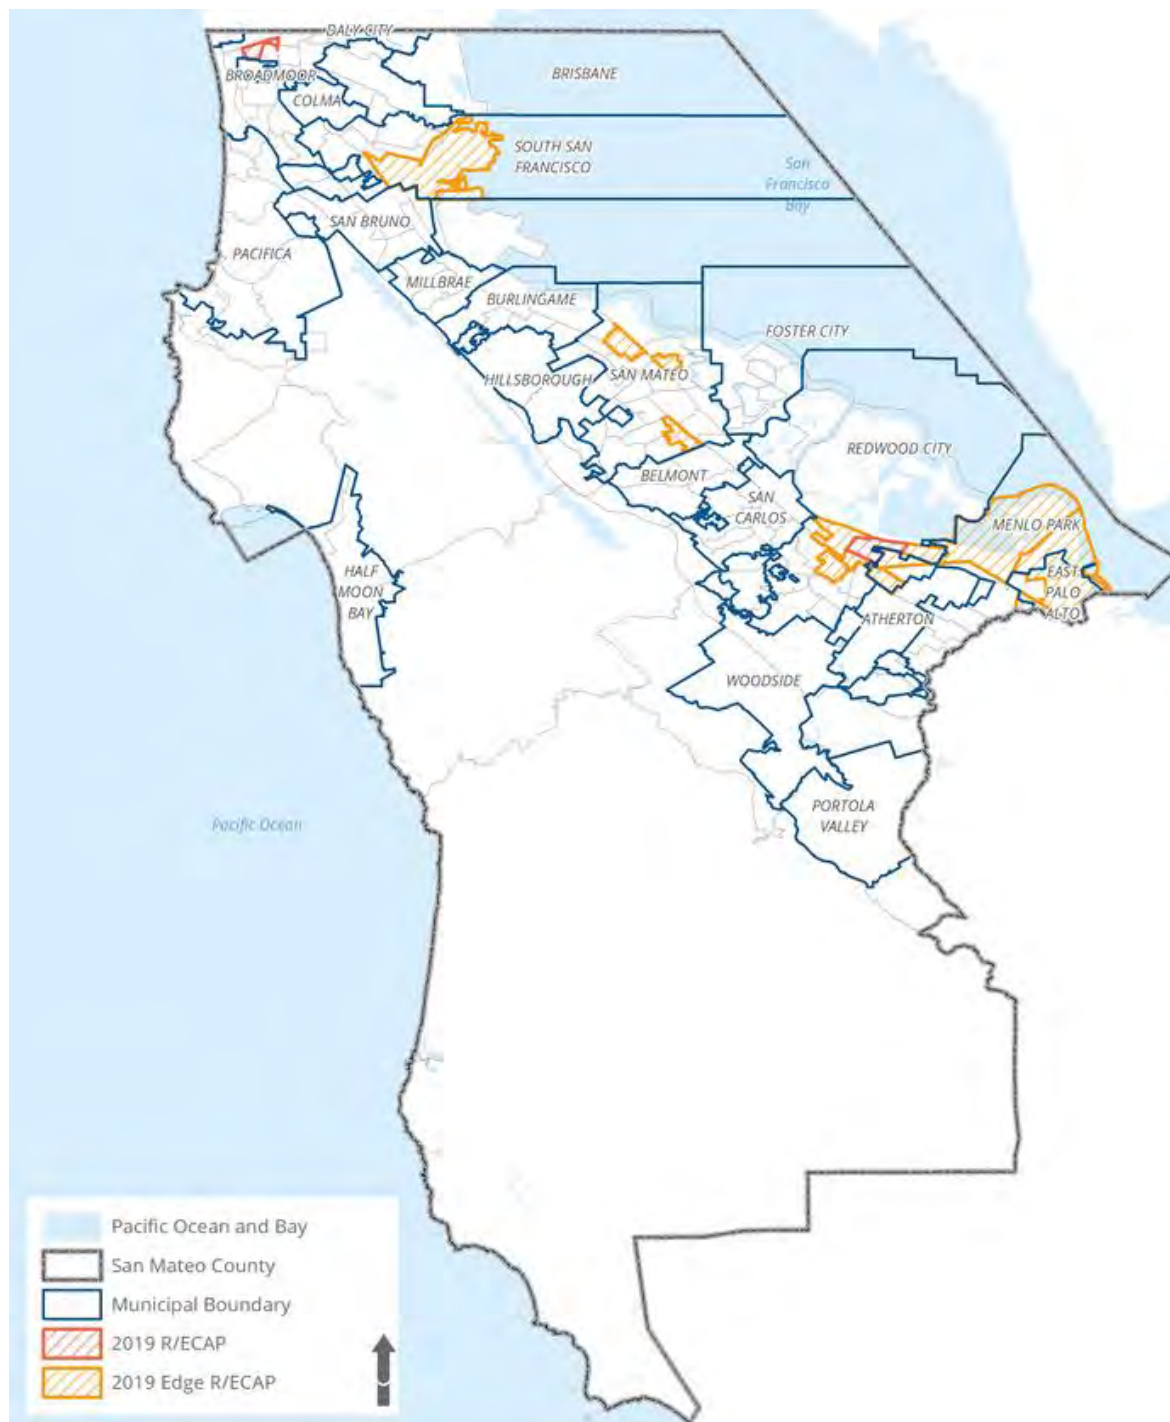 DALY CITY
BROADMOOR
BRISBANE
COLMA
SOUTH SAN
FRANCISCO
San
Francisco
Bay
SAN BRUNO
PACIFICA
MILLBRAE
BURLINGAME
FOSTER CITY
HILLSBOROUGH
SAN MATEO
REDWOOD CITY
BELMONT
SAN
CARLOS
MENLO PARK
HALF
MOON
BAY
EAST
PALO
ALTO
ATHERTON
WOODSIDE
PORTOLA
VALLEY
Pacific Ocean
Pacific Ocean and Bay
San Mateo County
Municipal Boundary
2019 R/ECAP
2019 Edge R/ECAP